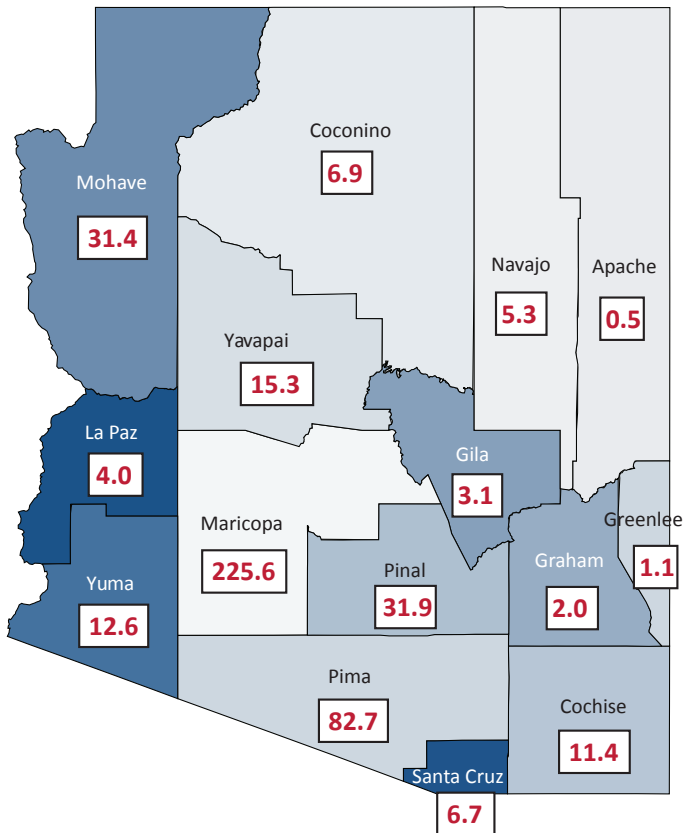 Coconino
6.9
Mohave
31.4
Navajo
5.3
Apache
0.5
Yavapai
15.3
La Paz
4.0
Gila
3.1
Maricopa
225.6
Greenlee
1.1
Yuma
12.6
Pinal
31.9
Graham
2.0
Pima
82.7
Cochise
11.4
Santa Cruz
6.7